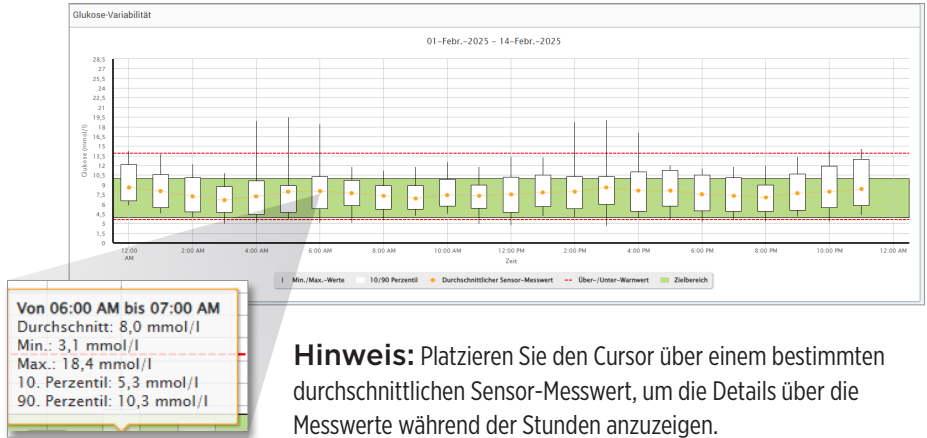 Glukose-Variabilität
01-Febr.-2025 - 14-Febr.-2025
Glukose (mmol/l)
28,5
27
25,5
24
22,5
21
19,5
18
16,5
15
13,5
12
10,5
9
7,5
6
4,5
3
1,5
0
12:00 AM
2:00 AM
4:00 AM
6:00 AM
8:00 AM
10:00 AM
12:00 PM
2:00 PM
4:00 PM
6:00 PM
8:00 PM
10:00 PM
12:00 AM
Zeit
Min./Max.-Werte 10/90 Perzentil Durchschnittlicher Sensor-Messwert Über-/Unter-Warnwert Zielbereich
Von 06:00 AM bis 07:00 AM
Durchschnitt: 8,0 mmol/l
Min.: 3,1 mmol/l
Max.: 18,4 mmol/l
10. Perzentil: 5,3 mmol/l
90. Perzentil: 10,3 mmol/l
Hinweis: Platzieren Sie den Cursor über einem bestimmten
durchschnittlichen Sensor-Messwert, um die Details über die
Messwerte während der Stunden anzuzeigen.